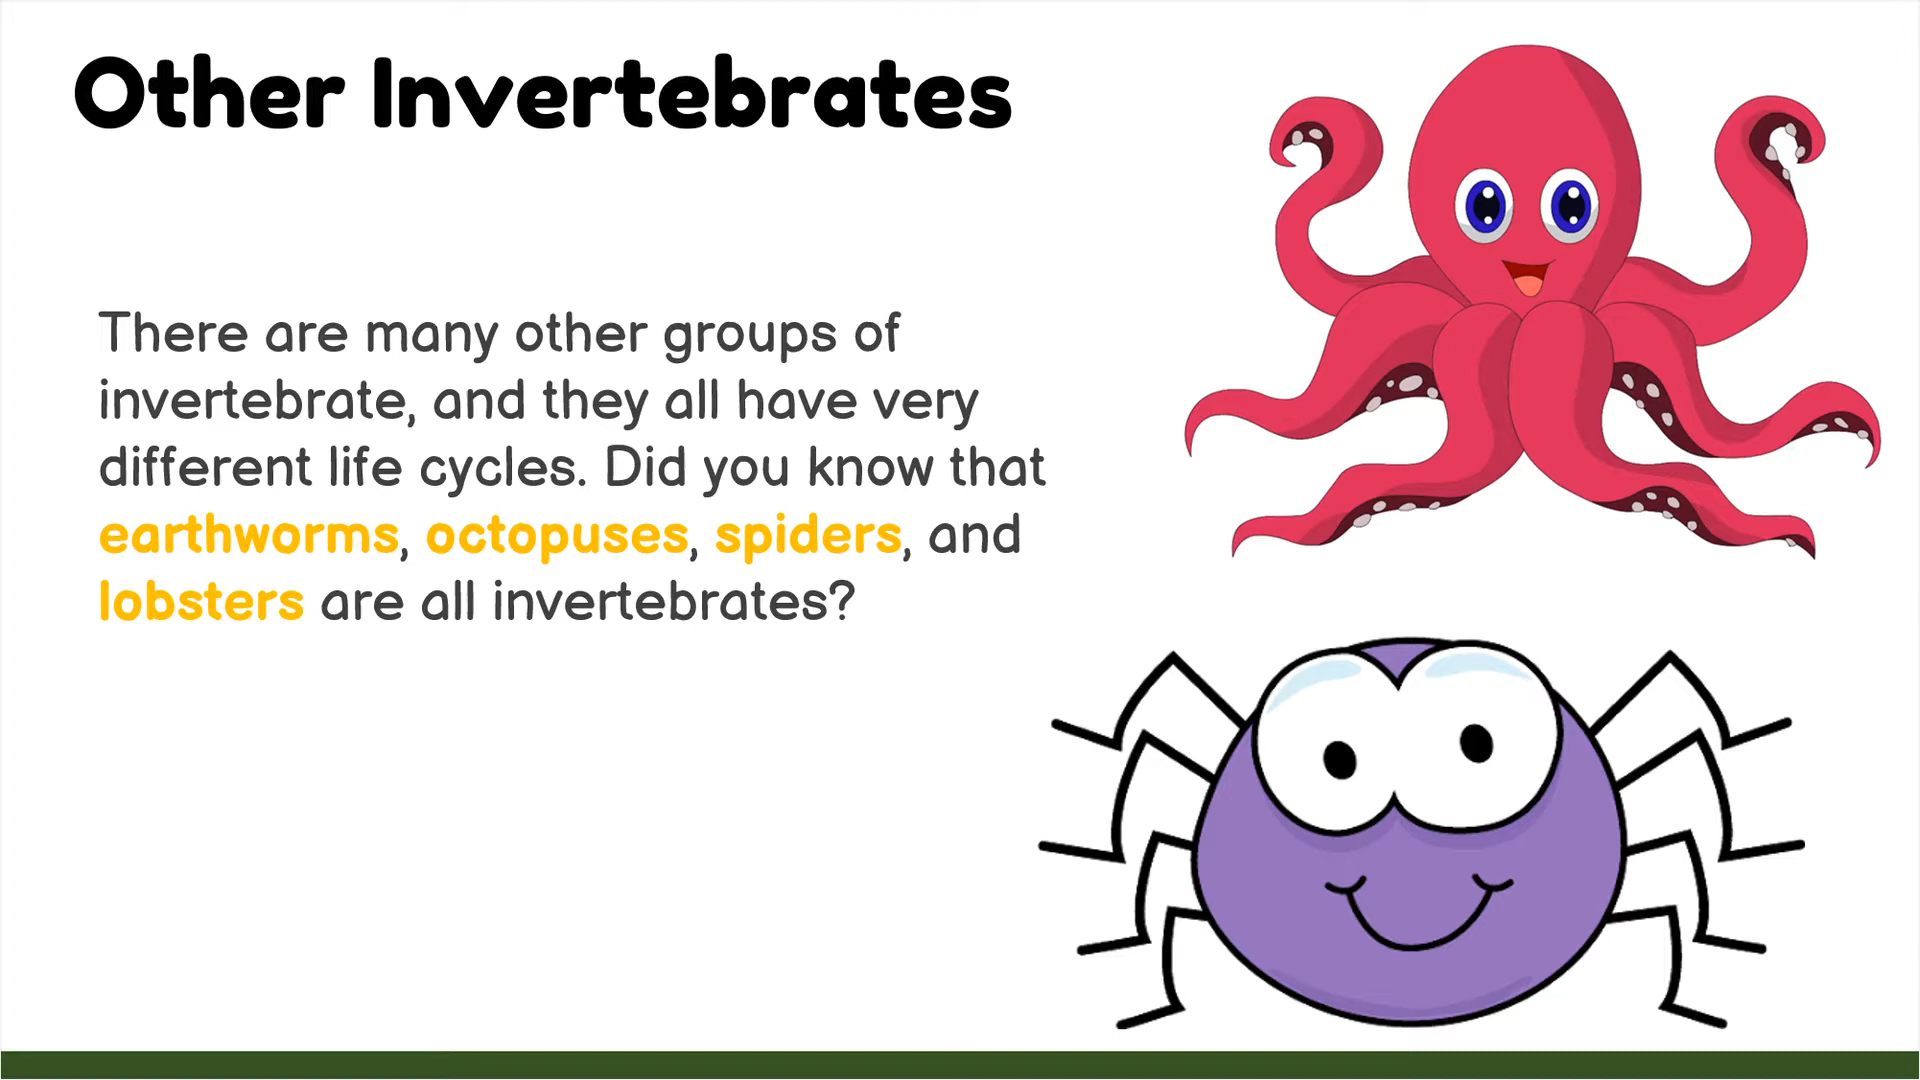 Other Invertebrates
There are many other groups of
invertebrate, and they all have very
different life cycles. Did you know that
earthworms, octopuses, spiders, and
lobsters are all invertebrates?